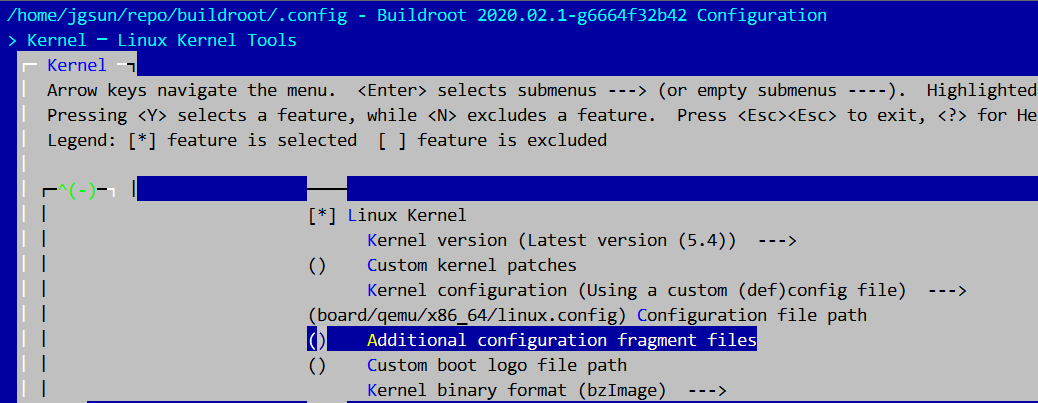 /home/jgsun/repo/buildroot/.config - Buildroot 2020.02.1-g6664f32b42 Configuration
> Kernel – Linux Kernel Tools
Kernel
Arrow keys navigate the menu.  <Enter> selects submenus ---> (or empty submenus ----).  Highlighted
Pressing <Y> selects a feature, while <N> excludes a feature.  Press <Esc><Esc> to exit, <?> for He
Legend: [*] feature is selected  [ ] feature is excluded
^(-)
[*] Linux Kernel
Kernel version (Latest version (5.4))  --->
()    Custom kernel patches
Kernel configuration (Using a custom (def)config file)  --->
(board/qemu/x86_64/linux.config) Configuration file path
()    Additional configuration fragment files
()    Custom boot logo file path
Kernel binary format (bzImage)  --->